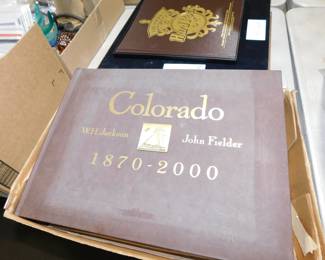 Colorado
W.H. Jackson John Fielder
1870-2000